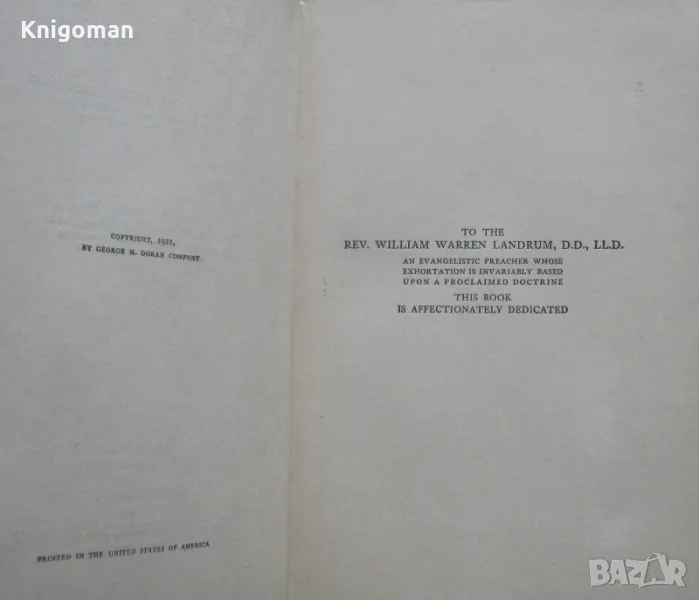 Knigoman
COPYRIGHT, 1921,
BY GEORGE H. DORAN COMPANY
PRINTED IN THE UNITED STATES OF AMERICA
TO THE
REV. WILLIAM WARREN LANDRUM, D.D., LL.D.
AN EVANGELISTIC PREACHER WHOSE
EXHORTATION IS INVARIABLY BASED
UPON A PROCLAIMED DOCTRINE
THIS BOOK
IS AFFECTIONATELY DEDICATED
BAZAR